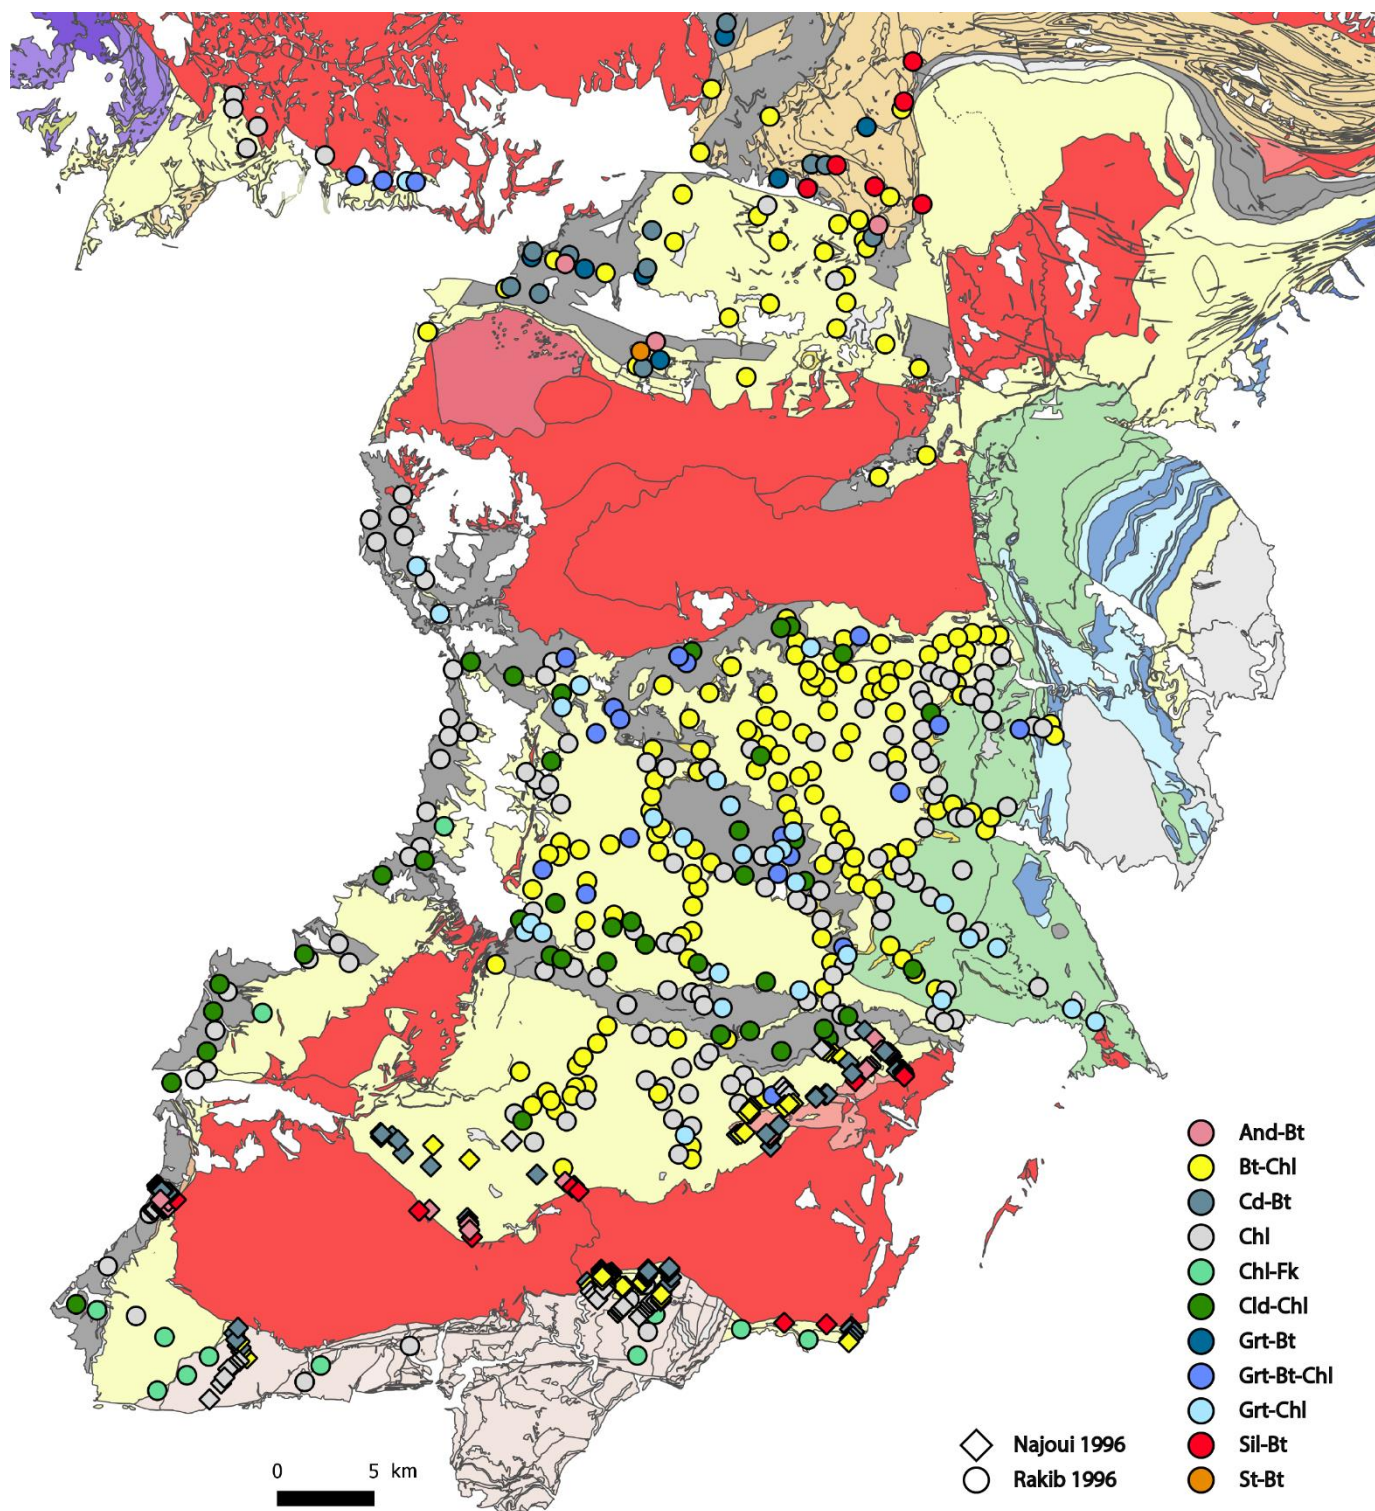 And-Bt
Bt-Chl
Cd-Bt
Chl
Chl-Fk
Cld-Chl
Grt-Bt
Grt-Bt-Chl
Grt-Chl
Sil-Bt
St-Bt
Najoui 1996
Rakib 1996
0 5 km